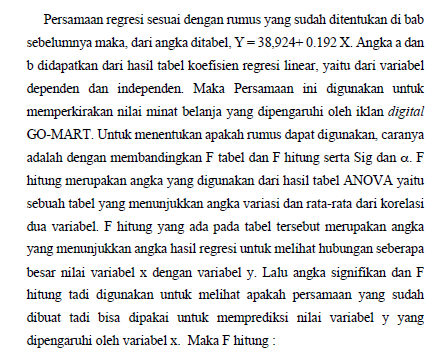 Persamaan regresi sesuai dengan rumus yang sudah ditentukan di bab
sebelumnya maka, dari angka ditabel, Y = 38,924+ 0.192 X. Angka a dan
b didapatkan dari hasil tabel koefisien regresi linear, yaitu dari variabel
dependen dan independen. Maka Persamaan ini digunakan untuk
memperkirakan nilai minat belanja yang dipengaruhi oleh iklan digital
GO-MART. Untuk menentukan apakah rumus dapat digunakan, caranya
adalah dengan membandingkan F tabel dan F hitung serta Sig dan α. F
hitung merupakan angka yang digunakan dari hasil tabel ANOVA yaitu
sebuah tabel yang menunjukkan angka variasi dan rata-rata dari korelasi
dua variabel. F hitung yang ada pada tabel tersebut merupakan angka
yang menunjukkan angka hasil regresi untuk melihat hubungan seberapa
besar nilai variabel x dengan variabel y. Lalu angka signifikan dan F
hitung tadi digunakan untuk melihat apakah persamaan yang sudah
dibuat tadi bisa dipakai untuk memprediksi nilai variabel y yang
dipengaruhi oleh variabel x. Maka F hitung :